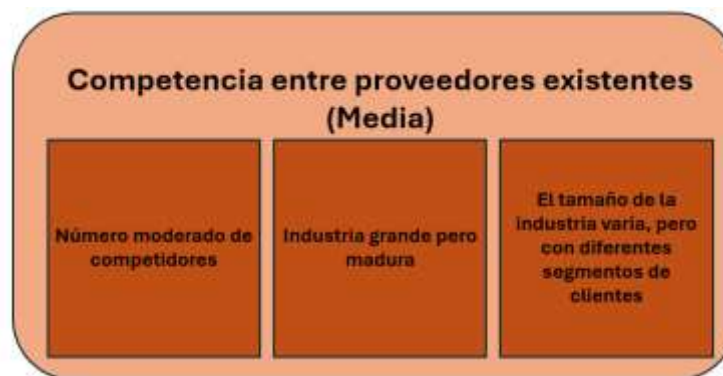 Competencia entre proveedores existentes
(Media)
Número moderado de
competidores
Industria grande pero
madura
El tamaño de la
industria varia, pero
con diferentes
segmentos de
clientes